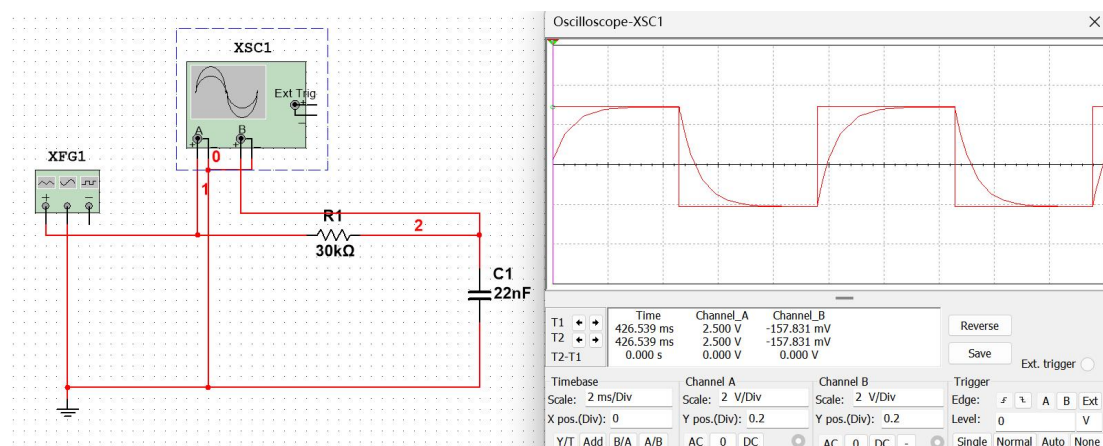 XSC1
Ext Trig
+
−
A
B
+ − + −
0
XFG1
+ −
1
R1
2
30kΩ
C1
22nF
Oscilloscope-XSC1
Time Channel_A Channel_B
T1 426.539 ms 2.500 V -157.831 mV
T2 426.539 ms 2.500 V -157.831 mV
T2-T1 0.000 s 0.000 V 0.000 V
Reverse
Save
Ext. trigger
Timebase Channel A Channel B Trigger
Scale: 2 ms/Div Scale: 2 V/Div Scale: 2 V/Div Edge: A B Ext
X pos.(Div): 0 Y pos.(Div): 0.2 Y pos.(Div): 0.2 Level: 0 V
Y/T Add B/A A/B AC 0 DC AC 0 DC - Single Normal Auto None